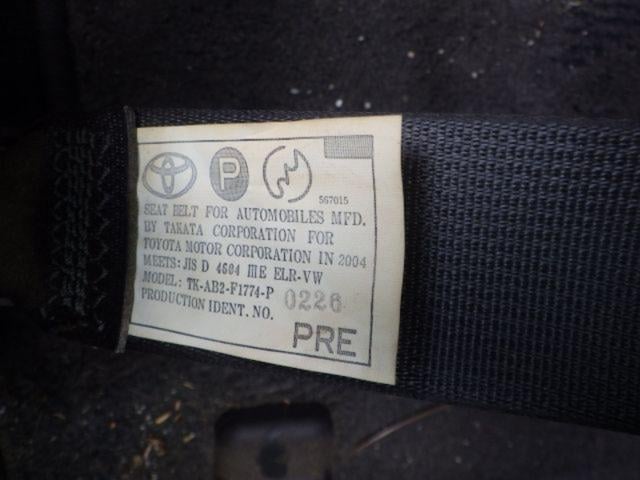 P
567015
SEAT BELT FOR AUTOMOBILES MFD.
BY TAKATA CORPORATION FOR
TOYOTA MOTOR CORPORATION IN 2004
MEETS: JIS D 4604 ⅢE ELR-VW
MODEL: TK-AB2-F1774-P
PRODUCTION IDENT. NO. 0226
PRE